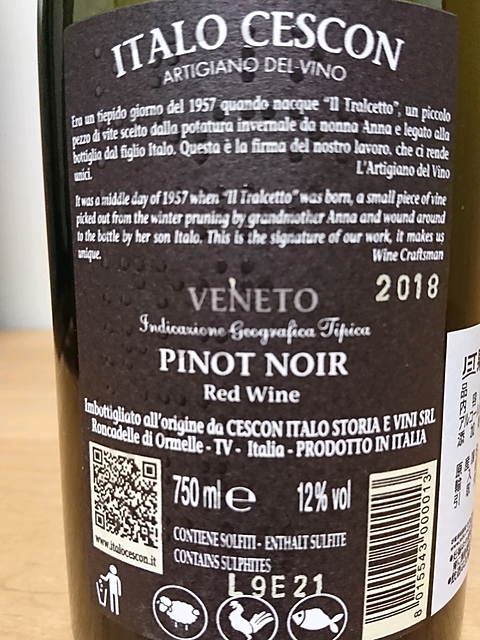 ITALO CESCON
ARTIGIANO DEL VINO
Era un tiepido giorno del 1957 quando nacque "Il Tralcetto", un piccolo
pezzo di vite scelto dalla potatura invernale da nonna Anna e legato alla
bottiglia dal figlio Italo. Questa è la firma del nostro lavoro, che ci rende
unici.
L'Artigiano del Vino
It was a middle day of 1957 when "Il Tralcetto" was born, a small piece of vine
picked out from the winter pruning by grandmother Anna and wound around
to the bottle by her son Italo. This is the signature of our work, it makes us
unique.
Wine Craftsman
2018
VENETO
Indicazione Geografica Tipica
PINOT NOIR
Red Wine
Imbottigliato all'origine da CESCON ITALO STORIA E VINI SRL
Roncadelle di Ormelle - TV - Italia - PRODOTTO IN ITALIA
750 ml e 12% vol
www.italocescon.it
CONTIENE SOLFITI - ENTHALT SULFITE
CONTAINS SULPHITES
L 9E21
8 015543 000013